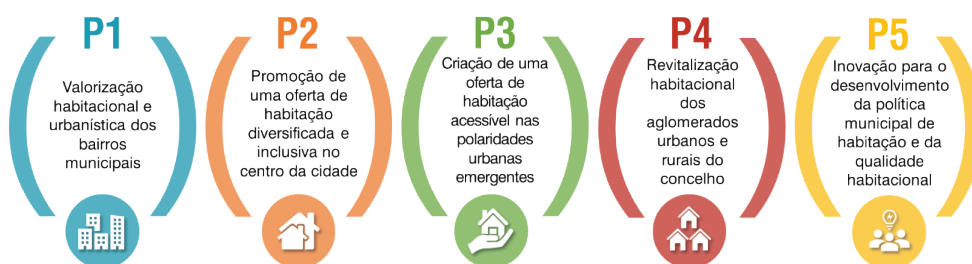 P1
Valorização
habitacional e
urbanística dos
bairros
municipais
P2
Promoção de
uma oferta de
habitação
diversificada e
inclusiva no
centro da cidade
P3
Criação de uma
oferta de
habitação
acessível nas
polaridades
urbanas
emergentes
P4
Revitalização
habitacional
dos
aglomerados
urbanos e
rurais do
concelho
P5
Inovação para o
desenvolvimento
da política
municipal de
habitação e da
qualidade
habitacional